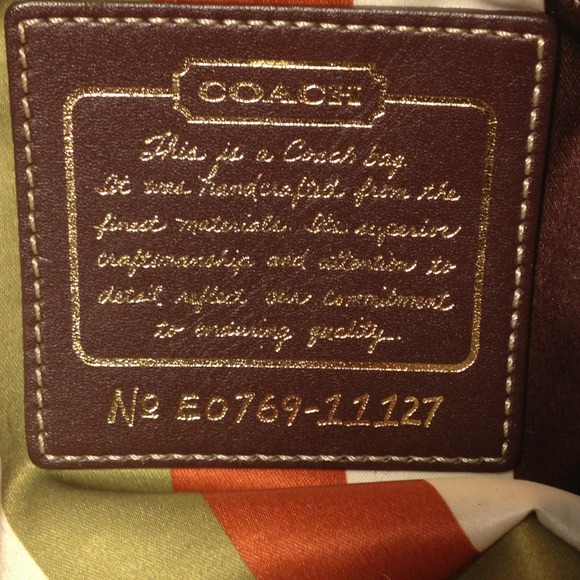 COACH
This is a Coach bag.
It was handcrafted from the
finest materials. Its superior
craftsmanship and attention to
detail reflect our commitment
to enduring quality.
No E0769-11127